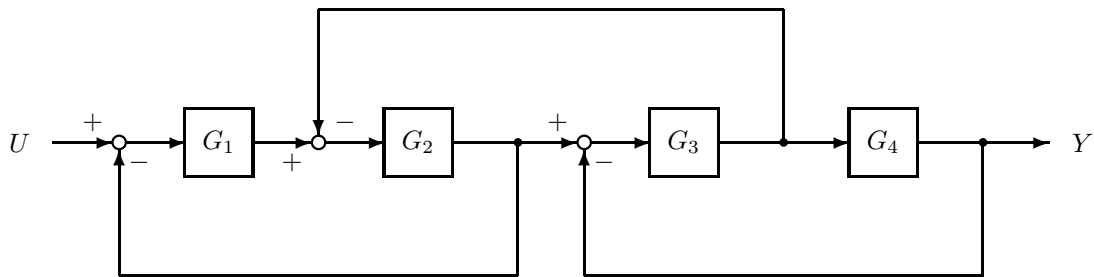 U + − G₁ + − G₂ + − G₃ G₄ Y